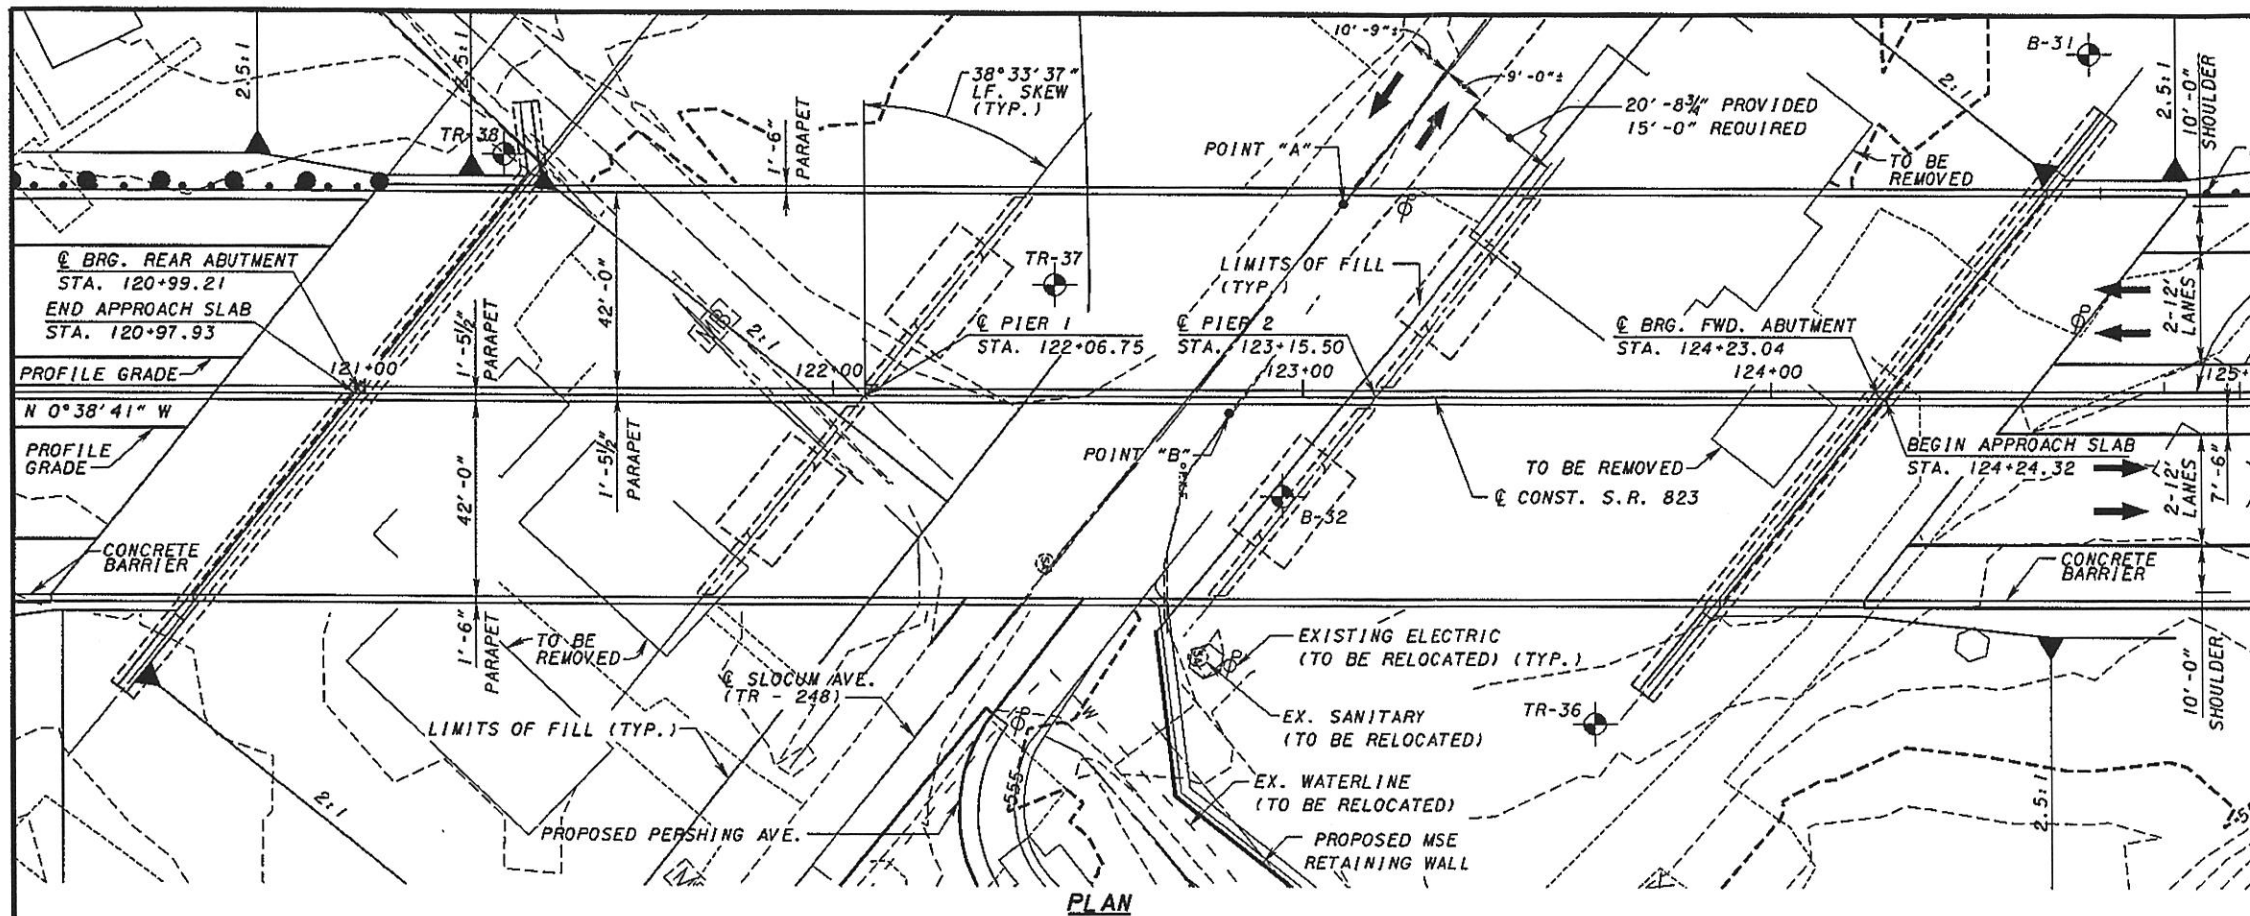 10'-9"±
B-31
2.5:1
2.5:1
38°33'37"
LF. SKEW
(TYP.)
9'-0"±
2:1
2.5:1
10'-0"
SHOULDER
20'-8¾" PROVIDED
15'-0" REQUIRED
TR-38
1'-6"
PARAPET
POINT "A"
TO BE
REMOVED
℄ BRG. REAR ABUTMENT
STA. 120+99.21
END APPROACH SLAB
STA. 120+97.93
TR-37
LIMITS OF FILL
(TYP.)
1'-5½"
PARAPET
42'-0"
2:1
℄ PIER 1
STA. 122+06.75
℄ PIER 2
STA. 123+15.50
℄ BRG. FWD. ABUTMENT
STA. 124+23.04
2-12'
LANES
PROFILE GRADE
121+00
122+00
123+00
124+00
125+
N 0°38'41" W
PROFILE
GRADE
1'-5½"
PARAPET
42'-0"
POINT "B"
B-32
TO BE REMOVED
℄ CONST. S.R. 823
BEGIN APPROACH SLAB
STA. 124+24.32
2-12'
LANES
7'-6"
CONCRETE
BARRIER
CONCRETE
BARRIER
1'-6"
PARAPET
TO BE
REMOVED
EXISTING ELECTRIC
(TO BE RELOCATED) (TYP.)
℄ SLOCUM AVE.
(TR - 248)
LIMITS OF FILL (TYP.)
W
EX. SANITARY
(TO BE RELOCATED)
TR-36
10'-0"
SHOULDER
2:1
555
EX. WATERLINE
(TO BE RELOCATED)
2.5:1
PROPOSED PERSHING AVE.
PROPOSED MSE
RETAINING WALL
PLAN